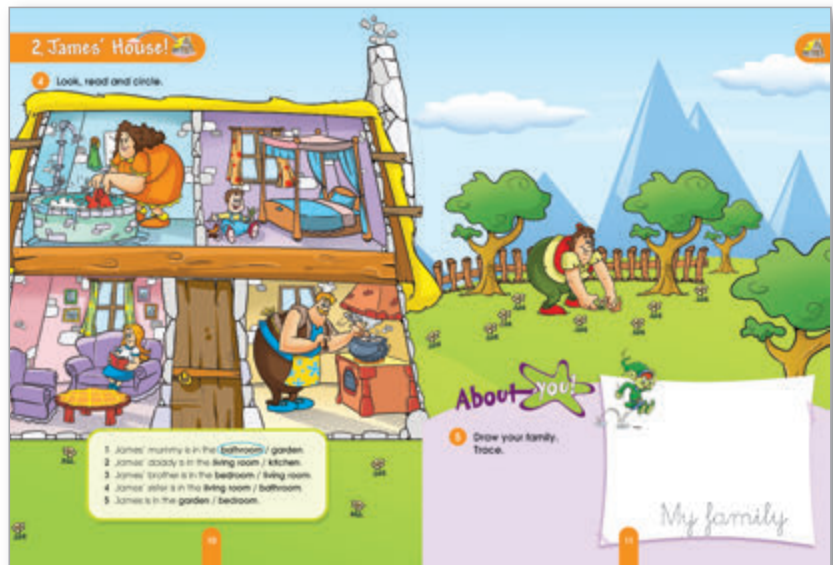 2 James' House!
4 Look, read and circle.
1 James' mummy is in the bathroom / garden.
2 James' daddy is in the living room / kitchen.
3 James' brother is in the bedroom / living room.
4 James' sister is in the living room / bathroom.
5 James is in the garden / bedroom.
10
About you!
5 Draw your family.
Trace.
My family
11